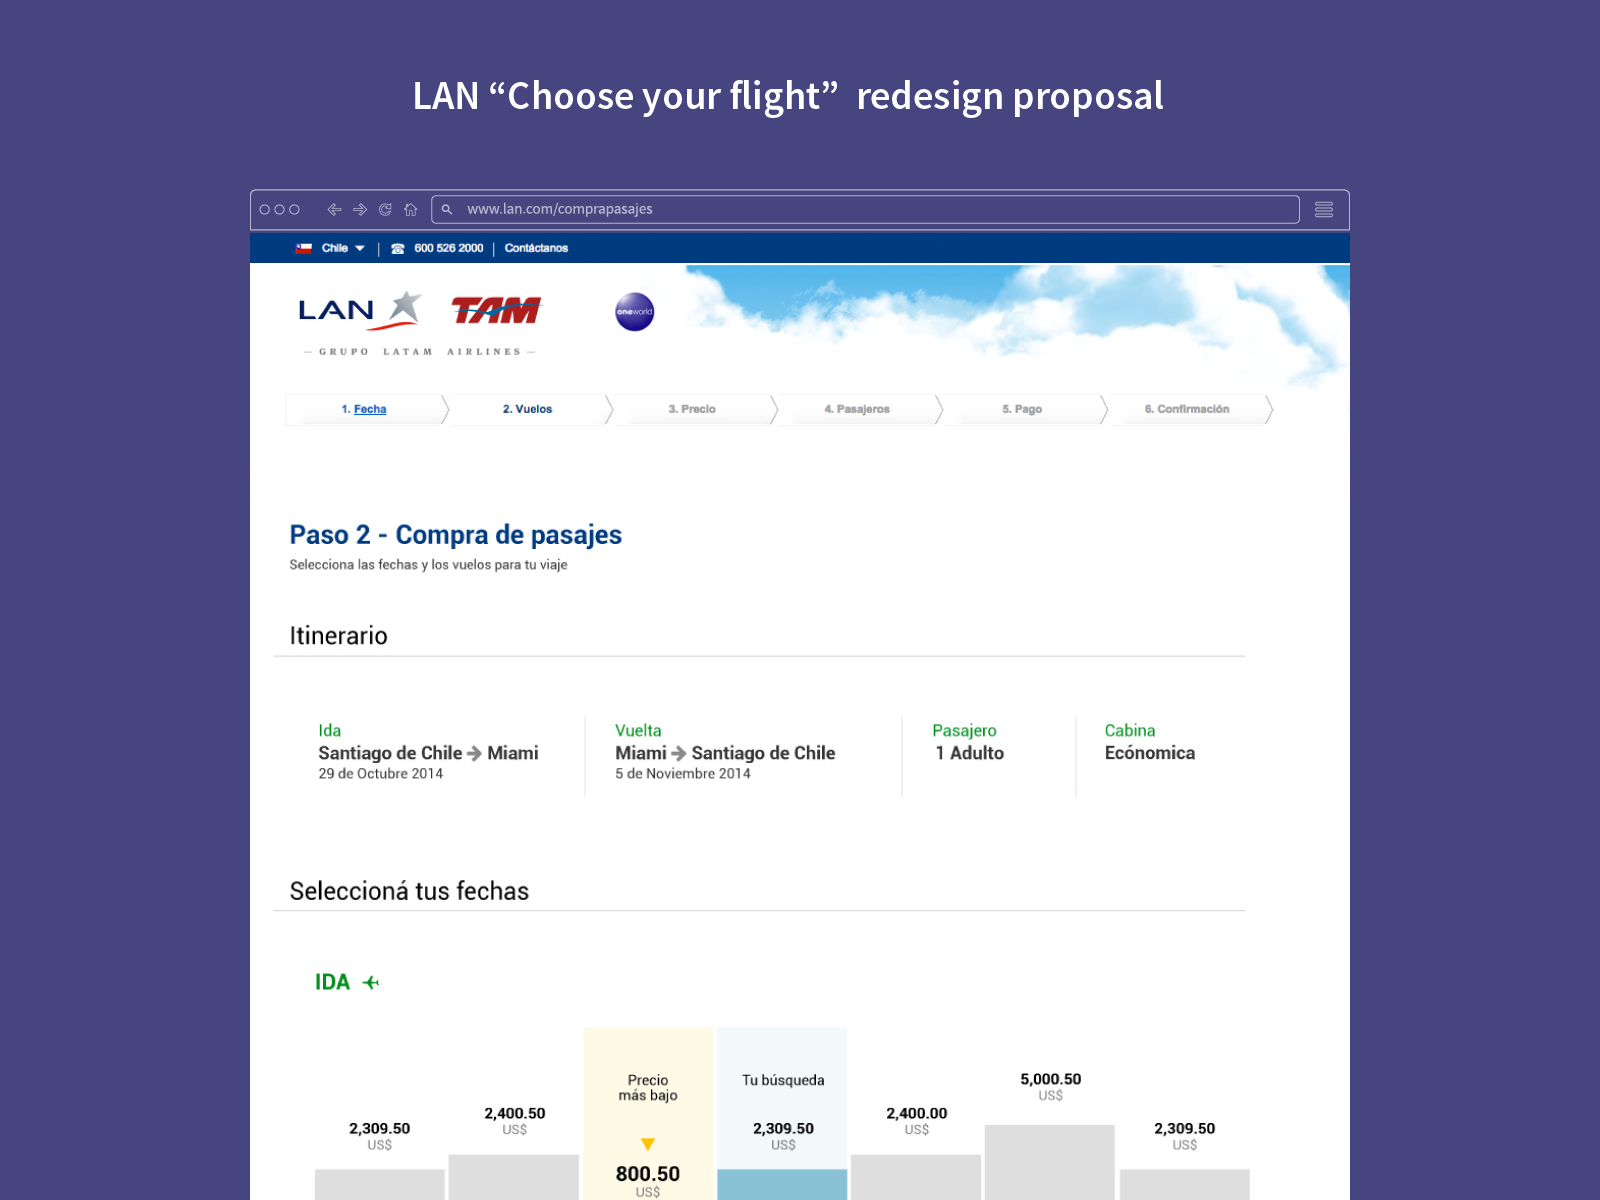 LAN “Choose your flight” redesign proposal
www.lan.com/comprapasajes
Chile | 600 526 2000 | Contáctanos
LAN TAM oneworld
GRUPO LATAM AIRLINES
1. Fecha 2. Vuelos 3. Precio 4. Pasajeros 5. Pago 6. Confirmación
Paso 2 - Compra de pasajes
Selecciona las fechas y los vuelos para tu viaje
Itinerario
Ida
Santiago de Chile → Miami
29 de Octubre 2014
Vuelta
Miami → Santiago de Chile
5 de Noviembre 2014
Pasajero
1 Adulto
Cabina
Ecónomica
Seleccioná tus fechas
IDA
2,309.50
US$
2,400.50
US$
Precio
más bajo
800.50
US$
Tu búsqueda
2,309.50
US$
2,400.00
US$
5,000.50
US$
2,309.50
US$